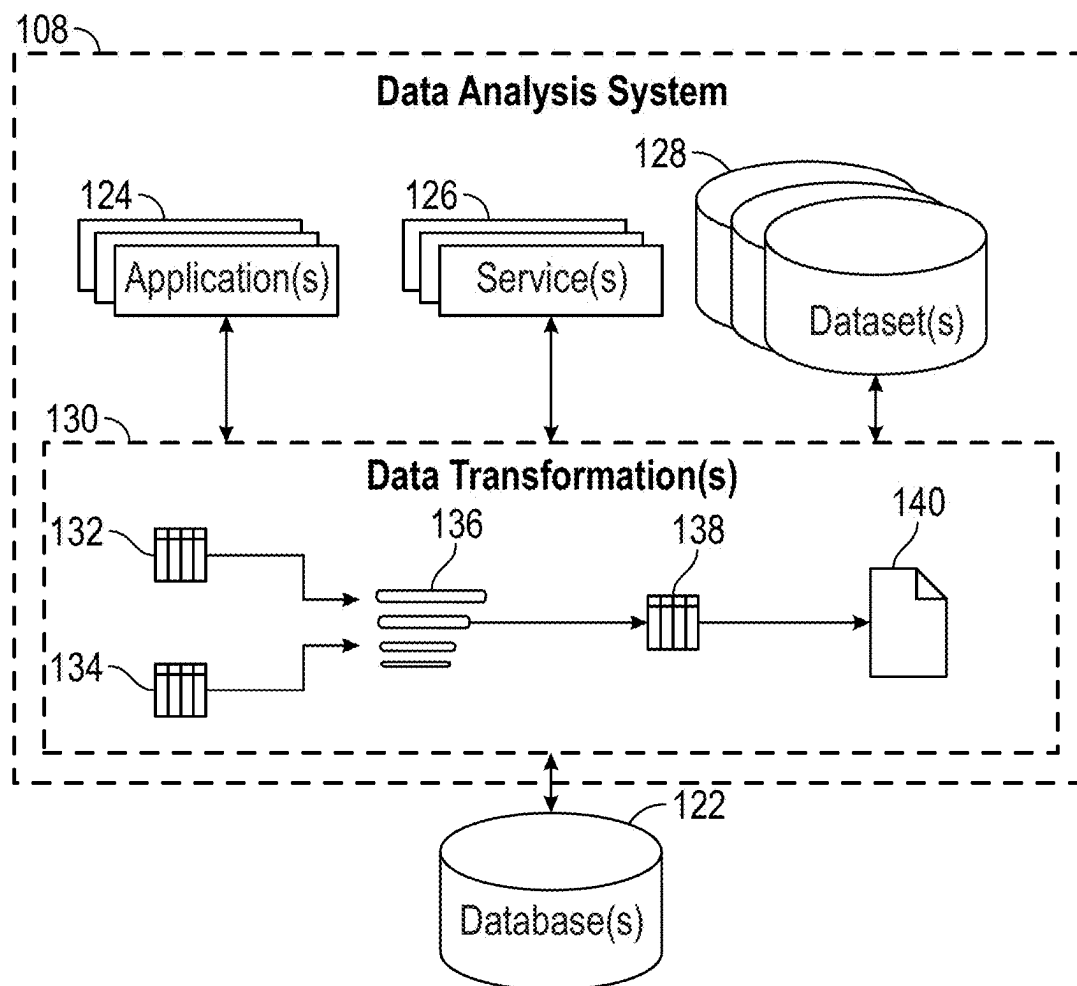 108
Data Analysis System
128
124
126
Application(s)
Service(s)
Dataset(s)
130
Data Transformation(s)
132
136
138
140
134
122
Database(s)